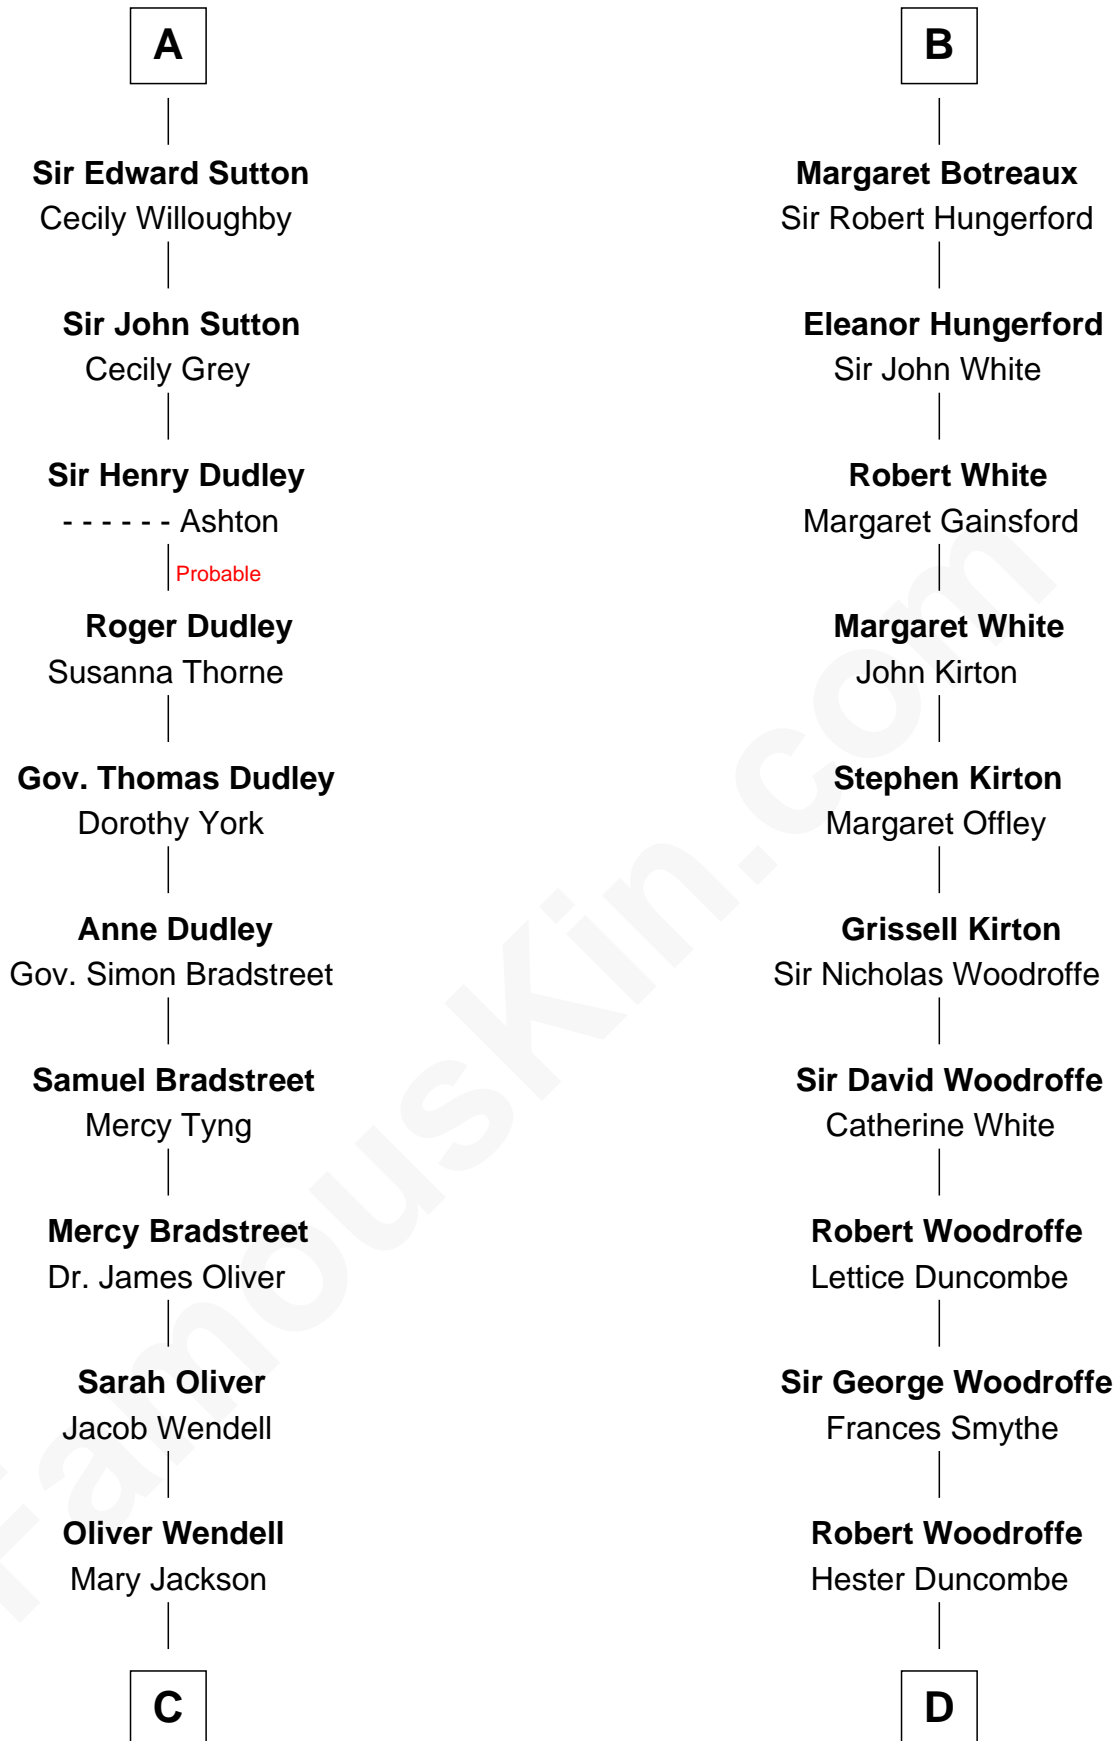 A
Sir Edward Sutton
Cecily Willoughby
Sir John Sutton
Cecily Grey
Sir Henry Dudley
- - - - - - Ashton
Probable
Roger Dudley
Susanna Thorne
Gov. Thomas Dudley
Dorothy York
Anne Dudley
Gov. Simon Bradstreet
Samuel Bradstreet
Mercy Tyng
Mercy Bradstreet
Dr. James Oliver
Sarah Oliver
Jacob Wendell
Oliver Wendell
Mary Jackson
C
B
Margaret Botreaux
Sir Robert Hungerford
Eleanor Hungerford
Sir John White
Robert White
Margaret Gainsford
Margaret White
John Kirton
Stephen Kirton
Margaret Offley
Grissell Kirton
Sir Nicholas Woodroffe
Sir David Woodroffe
Catherine White
Robert Woodroffe
Lettice Duncombe
Sir George Woodroffe
Frances Smythe
Robert Woodroffe
Hester Duncombe
D
FamousKin.com